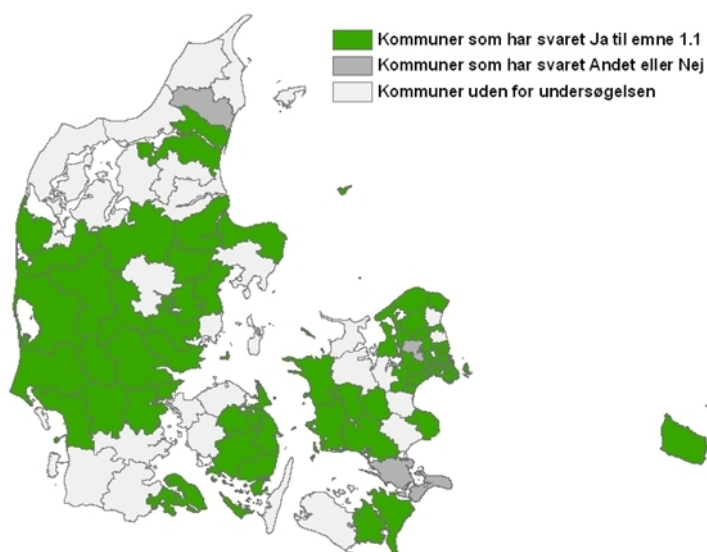 Kommuner som har svaret Ja til emne 1.1
Kommuner som har svaret Andet eller Nej
Kommuner uden for undersøgelsen